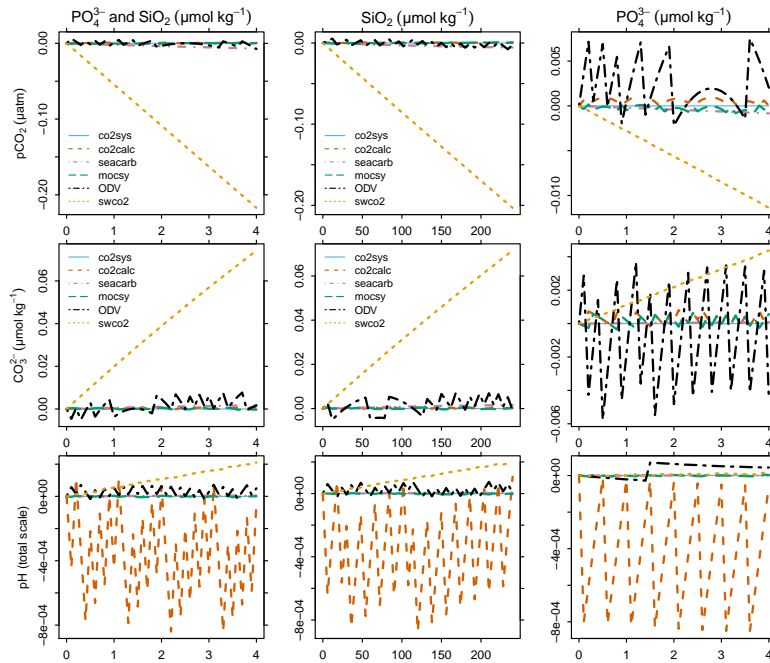 PO₄³⁻ and SiO₂ (μmol kg⁻¹)
SiO₂ (μmol kg⁻¹)
PO₄³⁻ (μmol kg⁻¹)
pCO₂ (μatm)
0.00
−0.10
−0.20
co2sys
co2calc
seacarb
mocsy
ODV
swco2
0 1 2 3 4
0.00
−0.10
−0.20
co2sys
co2calc
seacarb
mocsy
ODV
swco2
0 50 100 150 200
0.005
0.000
−0.010
0 1 2 3 4
CO₃²⁻ (μmol kg⁻¹)
0.06
0.04
0.02
0.00
co2sys
co2calc
seacarb
mocsy
ODV
swco2
0 1 2 3 4
0.06
0.04
0.02
0.00
co2sys
co2calc
seacarb
mocsy
ODV
swco2
0 50 100 150 200
0.002
−0.002
−0.006
0 1 2 3 4
pH (total scale)
0e+00
−4e−04
−8e−04
0 1 2 3 4
0e+00
−4e−04
−8e−04
0 50 100 150 200
0e+00
−4e−04
−8e−04
0 1 2 3 4